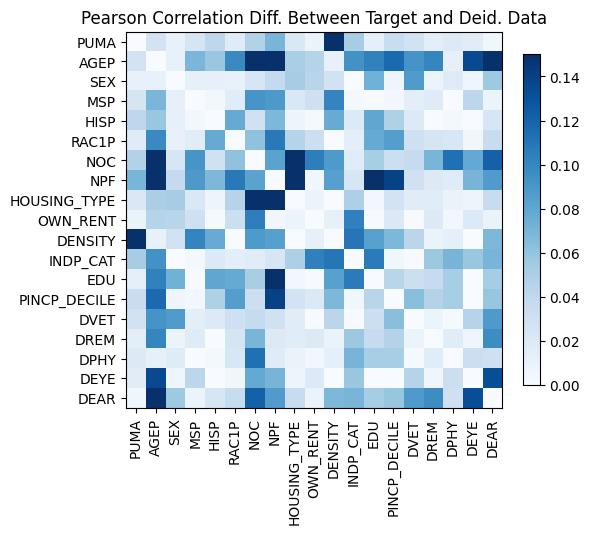 Pearson Correlation Diff. Between Target and Deid. Data
PUMA
AGEP
SEX
MSP
HISP
RAC1P
NOC
NPF
HOUSING_TYPE
OWN_RENT
DENSITY
INDP_CAT
EDU
PINCP_DECILE
DVET
DREM
DPHY
DEYE
DEAR
PUMA
AGEP
SEX
MSP
HISP
RAC1P
NOC
NPF
HOUSING_TYPE
OWN_RENT
DENSITY
INDP_CAT
EDU
PINCP_DECILE
DVET
DREM
DPHY
DEYE
DEAR
0.14
0.12
0.10
0.08
0.06
0.04
0.02
0.00